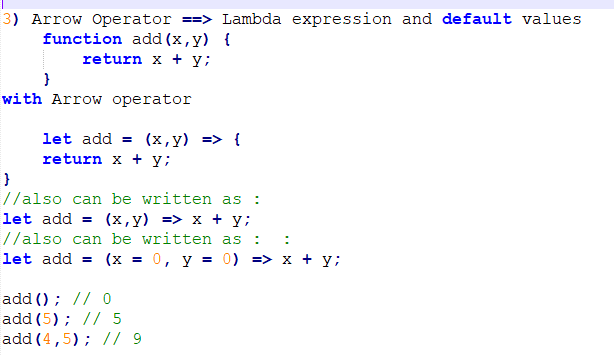 3) Arrow Operator ==> Lambda expression and default values
function add(x,y) {
return x + y;
}
with Arrow operator
let add = (x,y) => {
return x + y;
}
//also can be written as :
let add = (x,y) => x + y;
//also can be written as :  :
let add = (x = 0, y = 0) => x + y;
add(); // 0
add(5); // 5
add(4,5); // 9